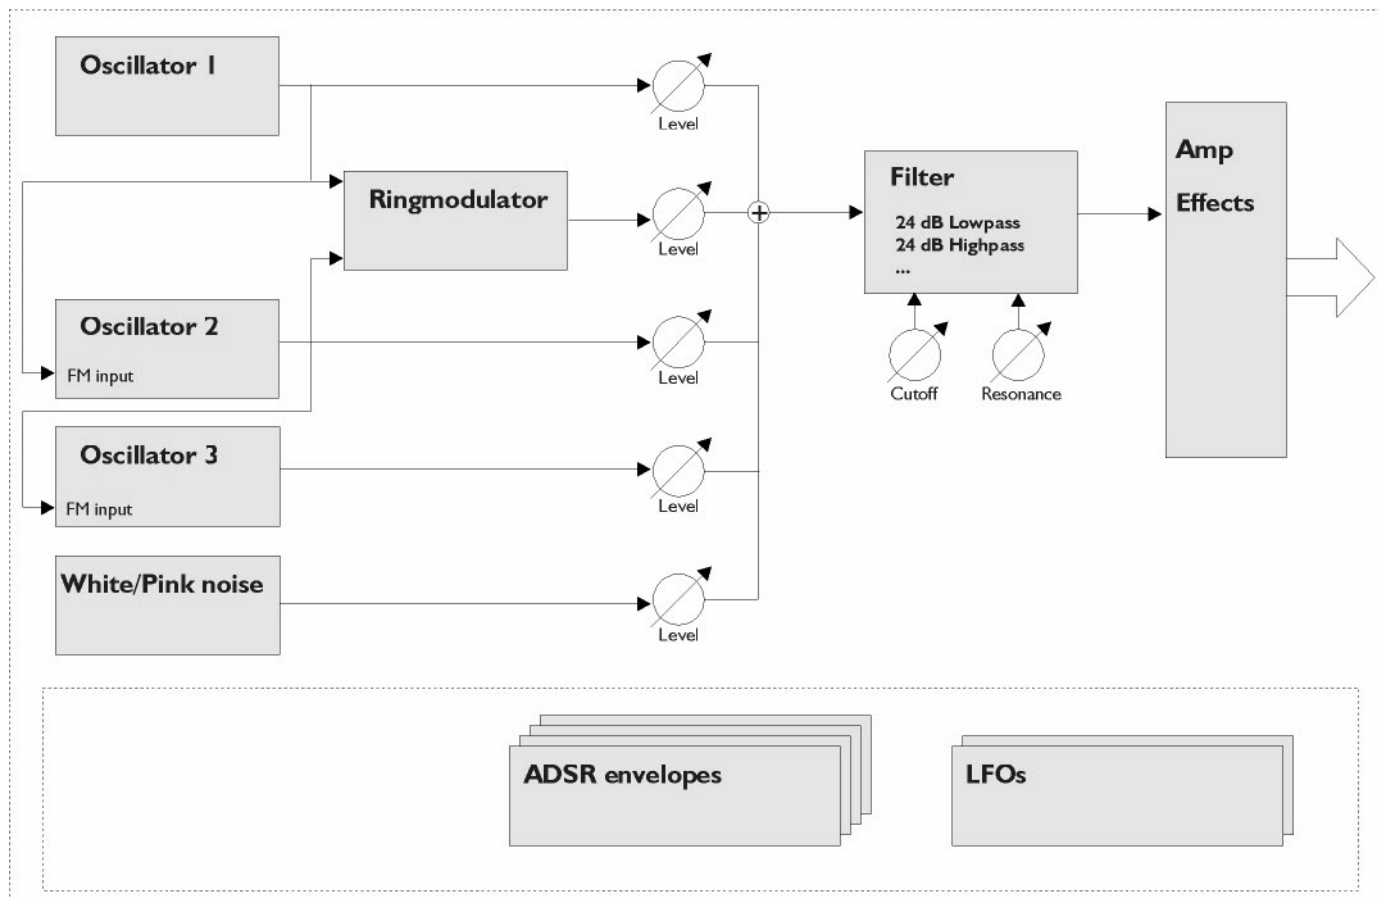 Oscillator 1
Level
Ringmodulator
Level
Filter
24 dB Lowpass
24 dB Highpass
...
Amp
Effects
Oscillator 2
FM input
Level
Cutoff
Resonance
Oscillator 3
FM input
Level
White/Pink noise
Level
ADSR envelopes
LFOs